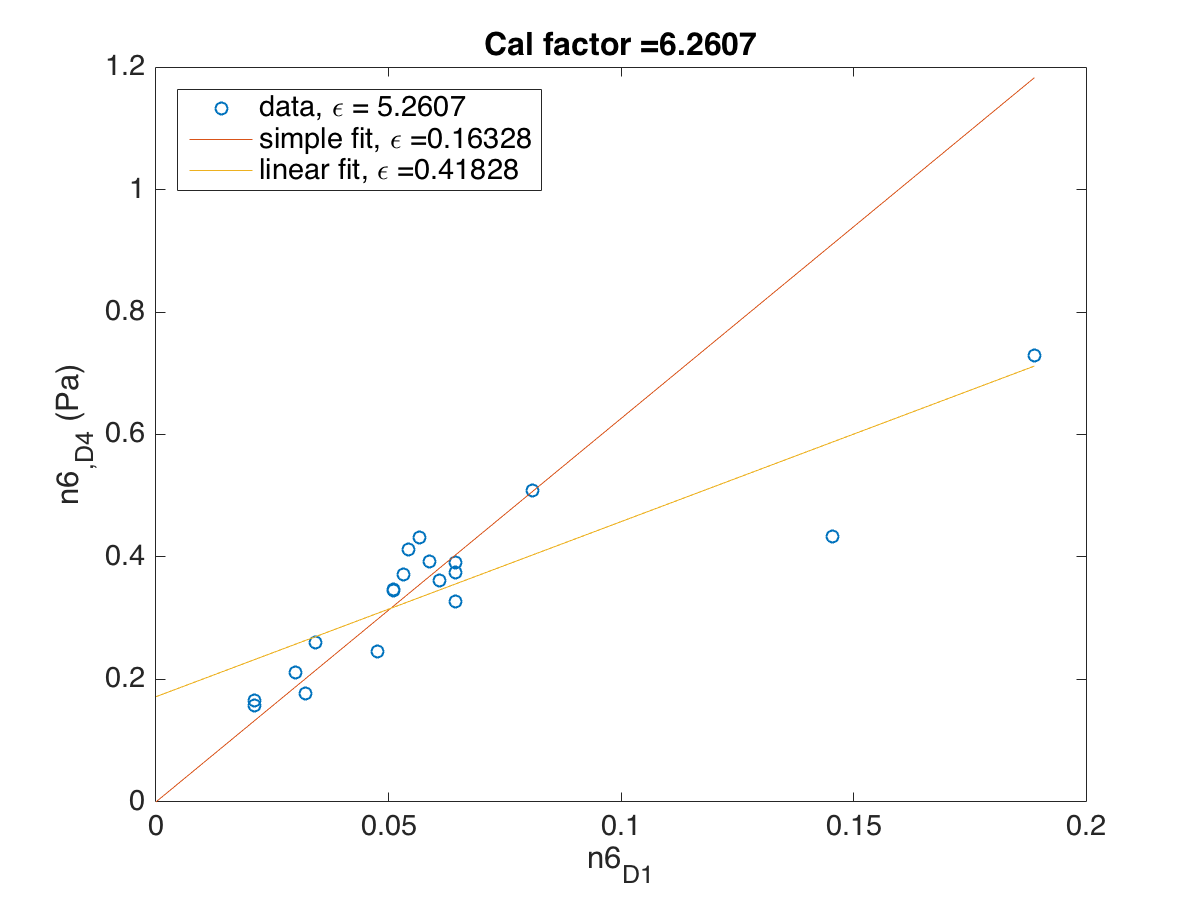 Cal factor =6.2607
data, ϵ = 5.2607
simple fit, ϵ =0.16328
linear fit, ϵ =0.41828
1.2
1
0.8
0.6
0.4
0.2
0
n6,D4 (Pa)
0 0.05 0.1 0.15 0.2
n6D1